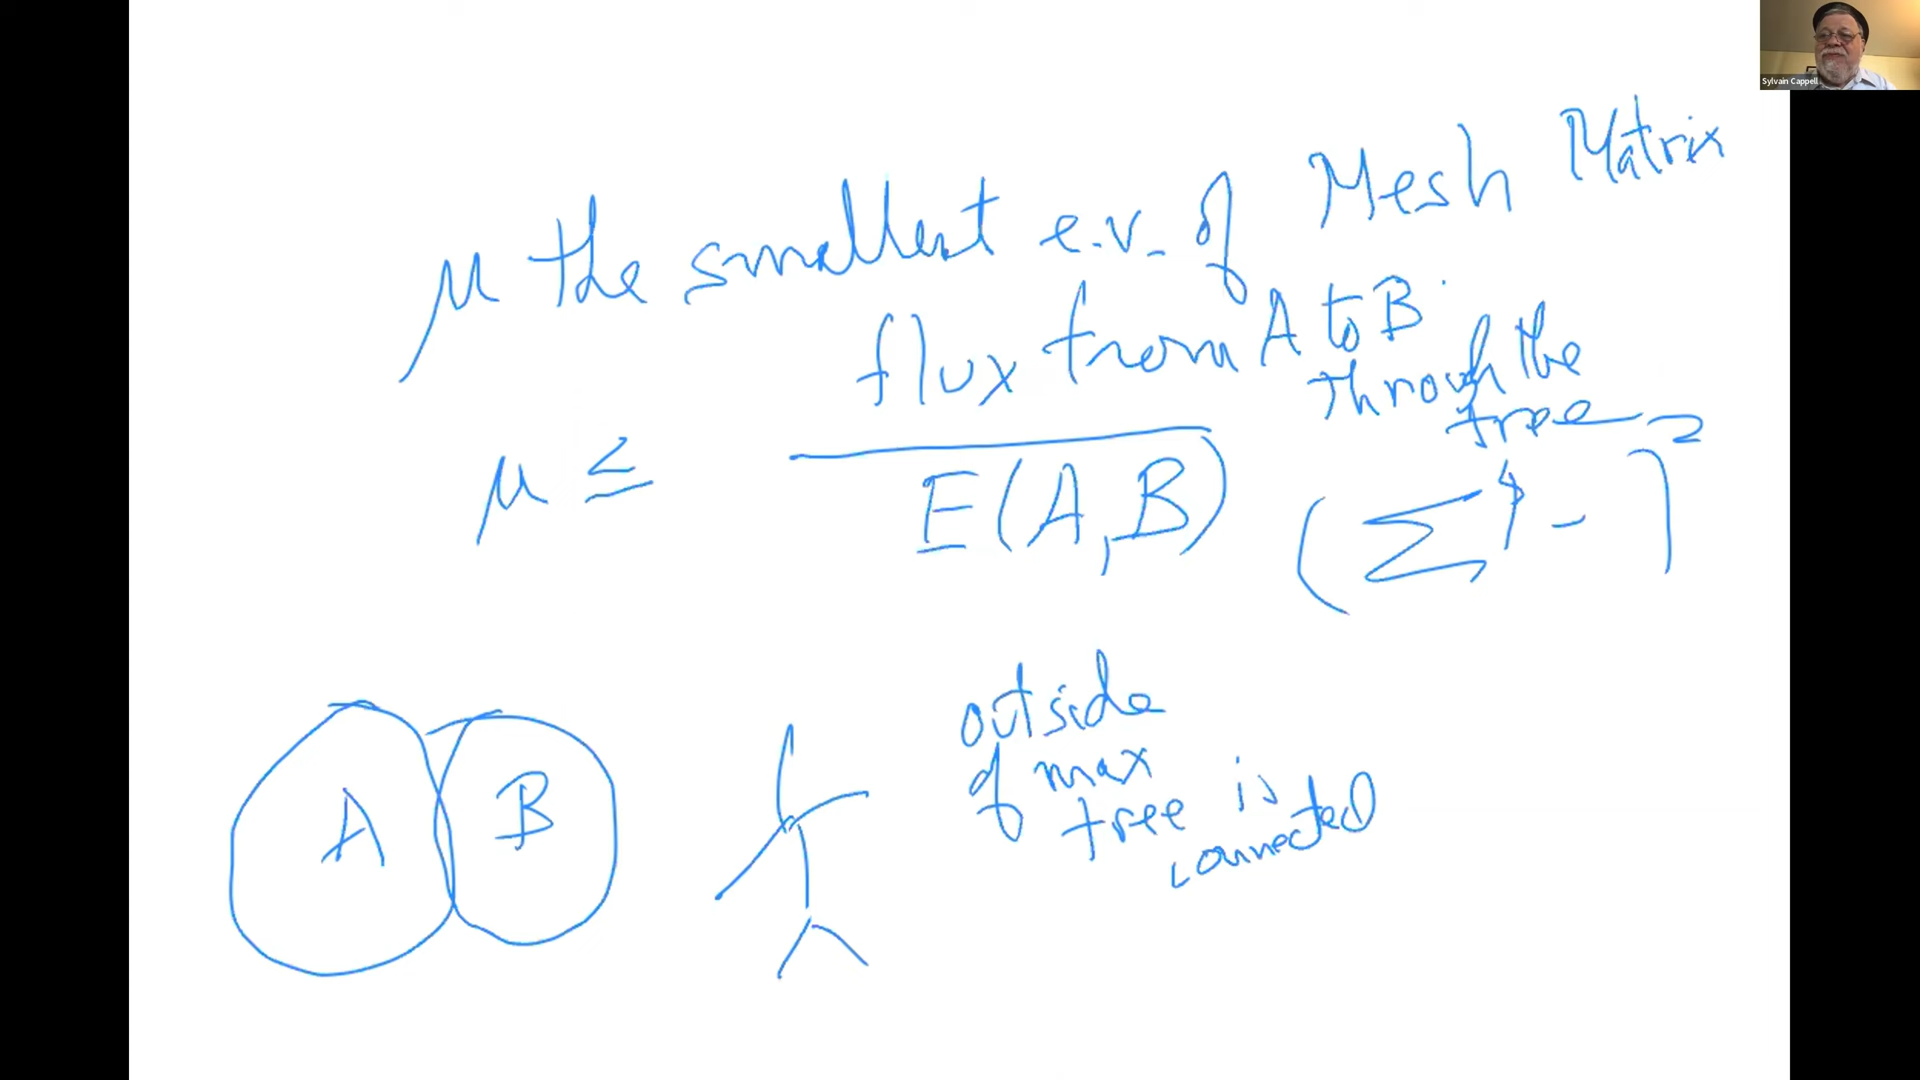 Sylvain Cappell
μ the smallest e.v. of Mesh Matrix
flux from A to B
through the
tree
μ ≤
E(A,B)
(∑ - )²
A B
outside
of max
tree is
connected